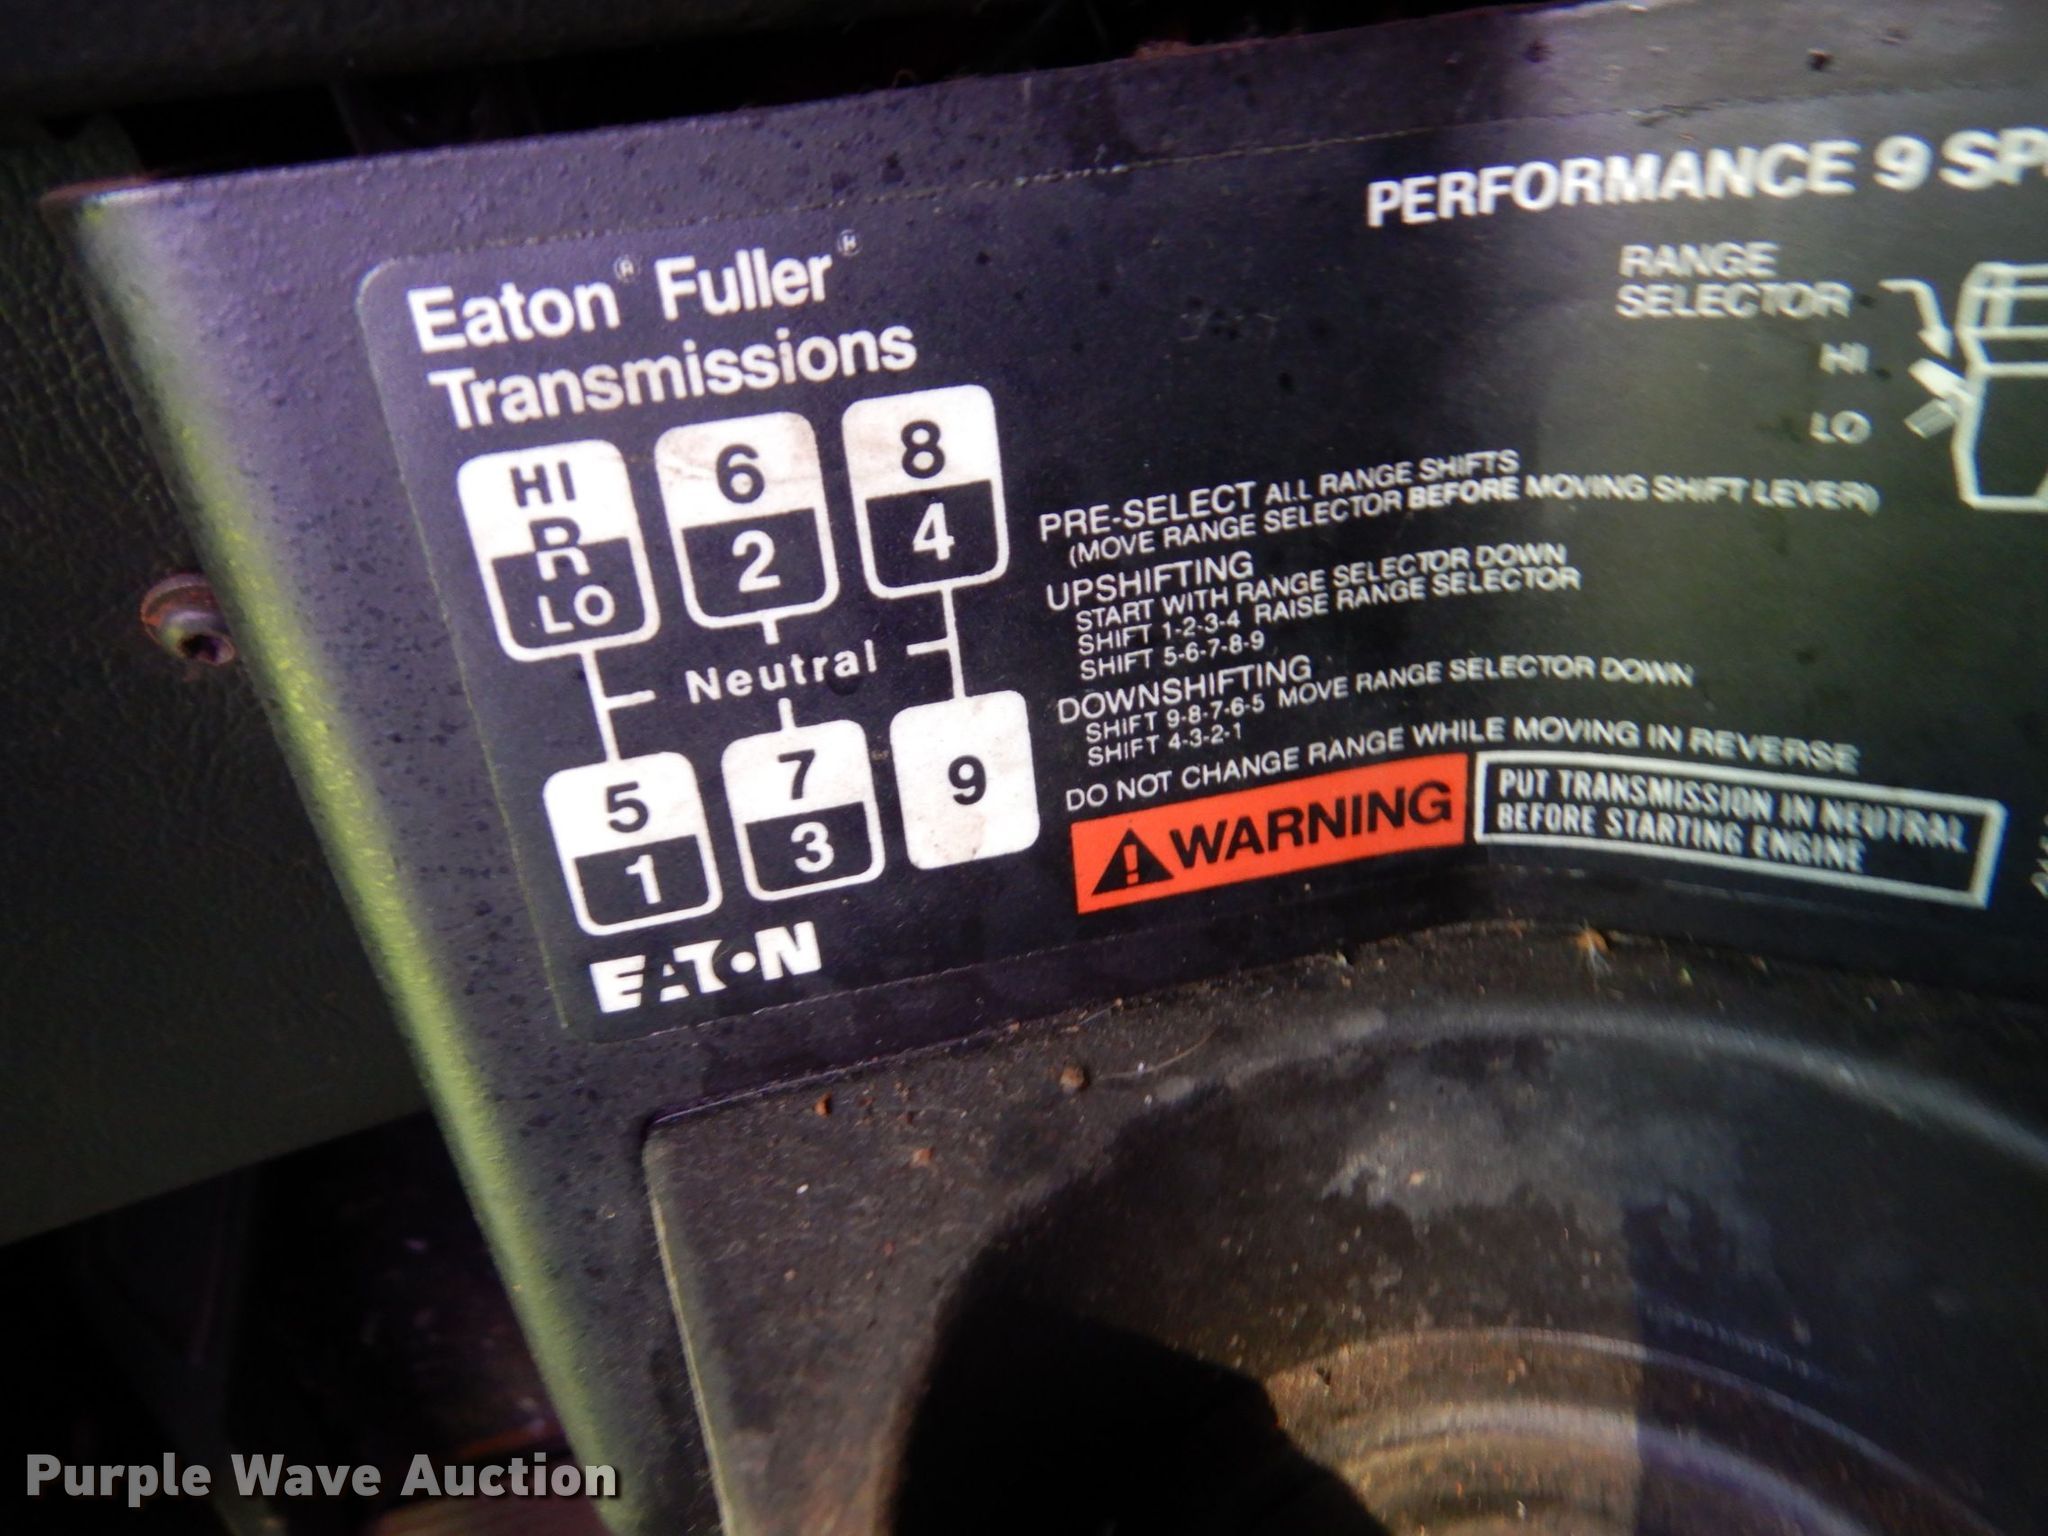 Eaton® Fuller®
Transmissions
HI
R
LO
6
2
8
4
Neutral
5
1
7
3
9
EATON
PERFORMANCE 9
RANGE
SELECTOR
HI
LO
PRE-SELECT ALL RANGE SHIFTS
(MOVE RANGE SELECTOR BEFORE MOVING SHIFT LEVER)
UPSHIFTING
START WITH RANGE SELECTOR DOWN
SHIFT 1-2-3-4 RAISE RANGE SELECTOR
SHIFT 5-6-7-8-9
DOWNSHIFTING
SHIFT 9-8-7-6-5 MOVE RANGE SELECTOR DOWN
SHIFT 4-3-2-1
DO NOT CHANGE RANGE WHILE MOVING IN REVERSE
WARNING
PUT TRANSMISSION IN NEUTRAL
BEFORE STARTING ENGINE
Purple Wave Auction